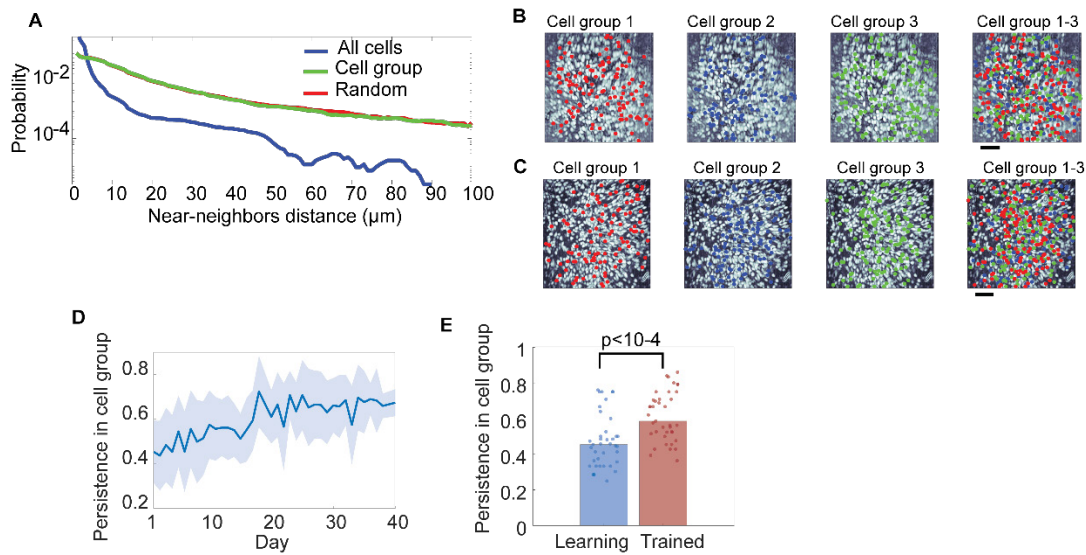 A
Probability
10-2
10-4
All cells
Cell group
Random
0 10 20 30 40 50 60 70 80 90 100
Near-neighbors distance (µm)
B
Cell group 1
Cell group 2
Cell group 3
Cell group 1-3
C
Cell group 1
Cell group 2
Cell group 3
Cell group 1-3
D
Persistence in cell group
0.8
0.6
0.4
0.2
1 10 20 30 40
Day
E
p<10-4
Persistence in cell group
1
0.8
0.6
0.4
0.2
0
Learning Trained